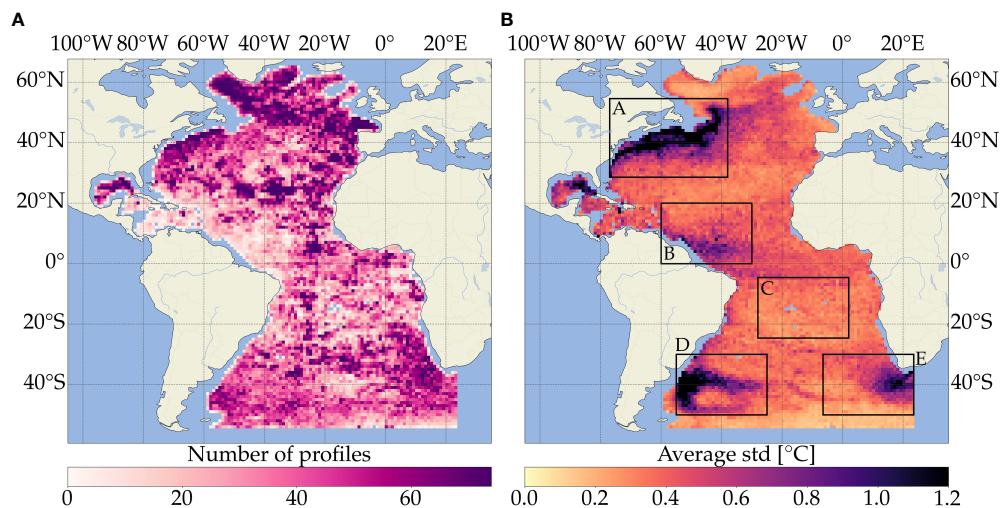 A
B
100°W 80°W 60°W 40°W 20°W 0° 20°E
100°W 80°W 60°W 40°W 20°W 0° 20°E
60°N
40°N
20°N
0°
20°S
40°S
A
B
C
D
E
60°N
40°N
20°N
0°
20°S
40°S
Number of profiles
0 20 40 60
Average std [°C]
0.0 0.2 0.4 0.6 0.8 1.0 1.2